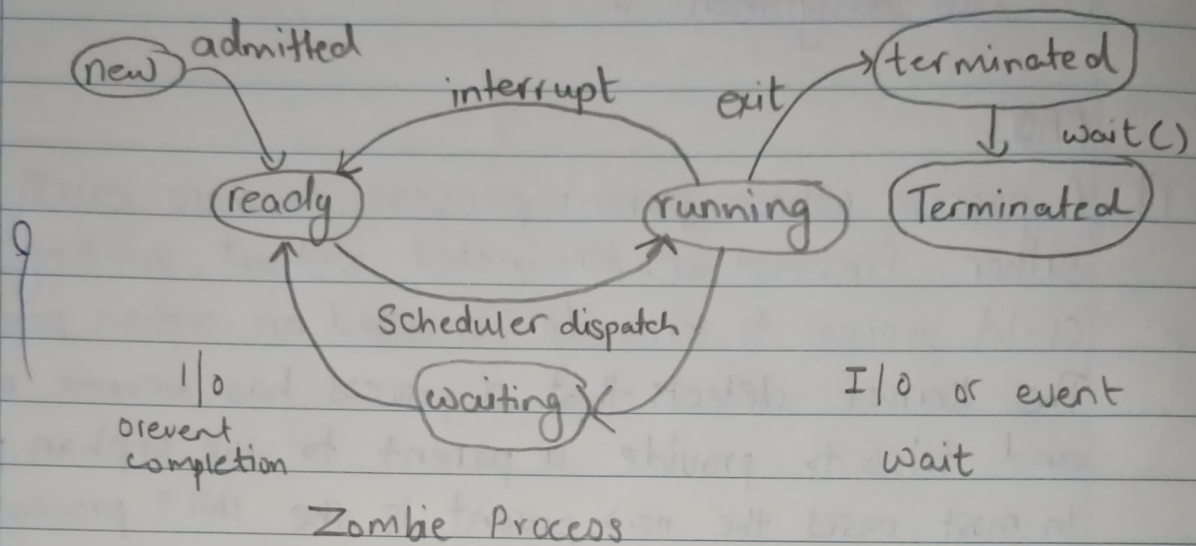 new
admitted
interrupt
exit
terminated
wait()
ready
running
Terminated
Scheduler dispatch
I/O
orevent
completion
waiting
I/O or event
wait
Zombie Process